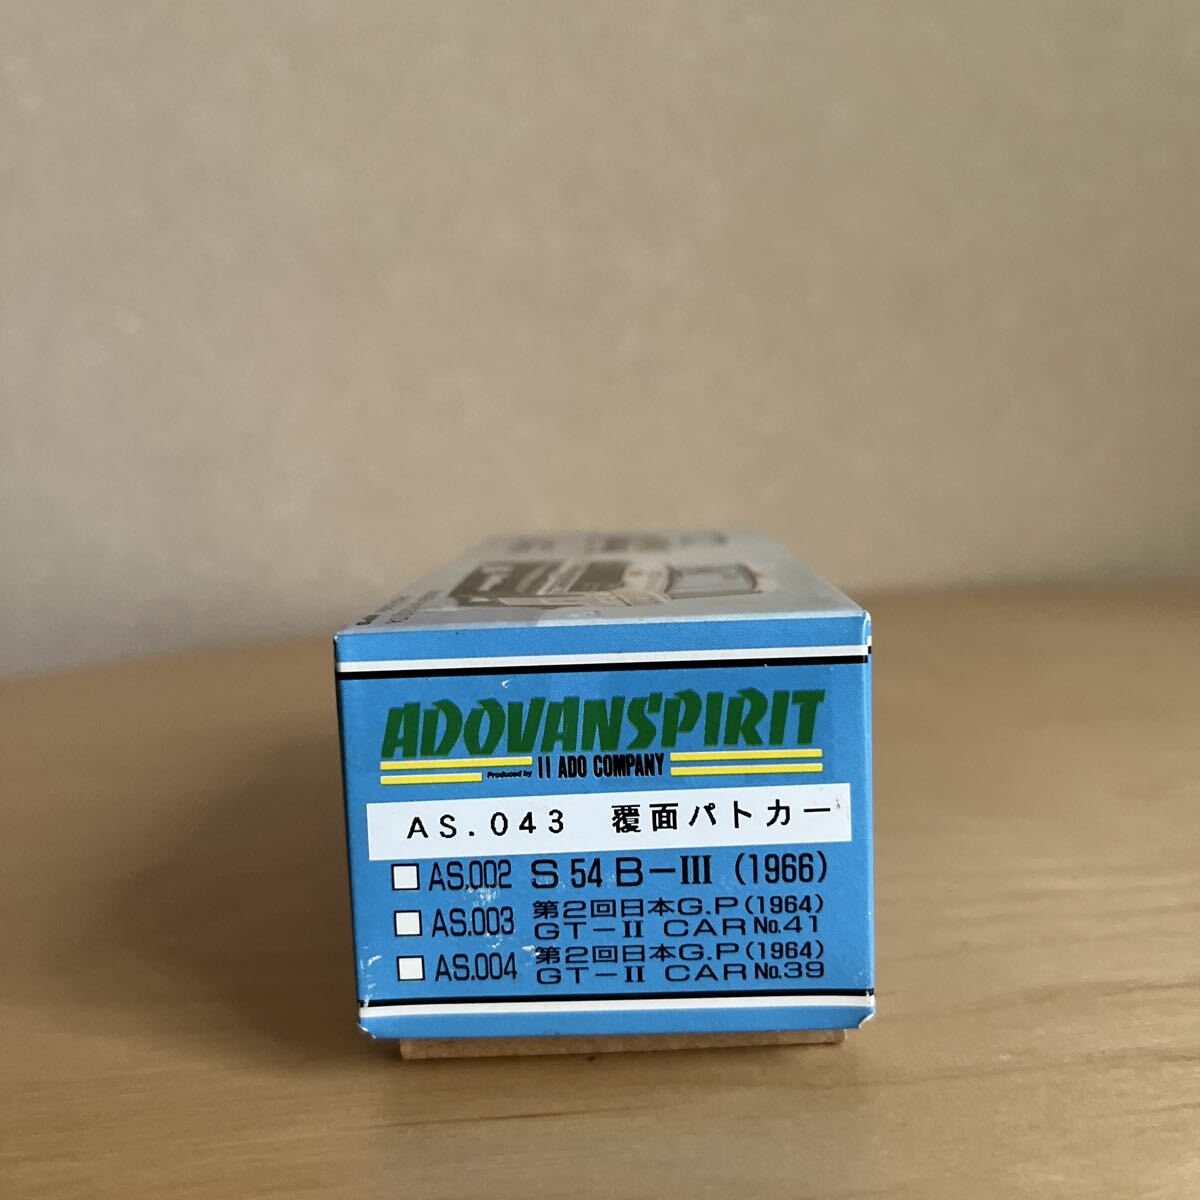 ADOVANSPIRIT
Produced by II ADO COMPANY
AS.043 覆面パトカー
AS.002 S54B-III (1966)
AS.003 第2回日本G.P(1964)
GT-II CAR No.41
AS.004 第2回日本G.P(1964)
GT-II CAR No.39